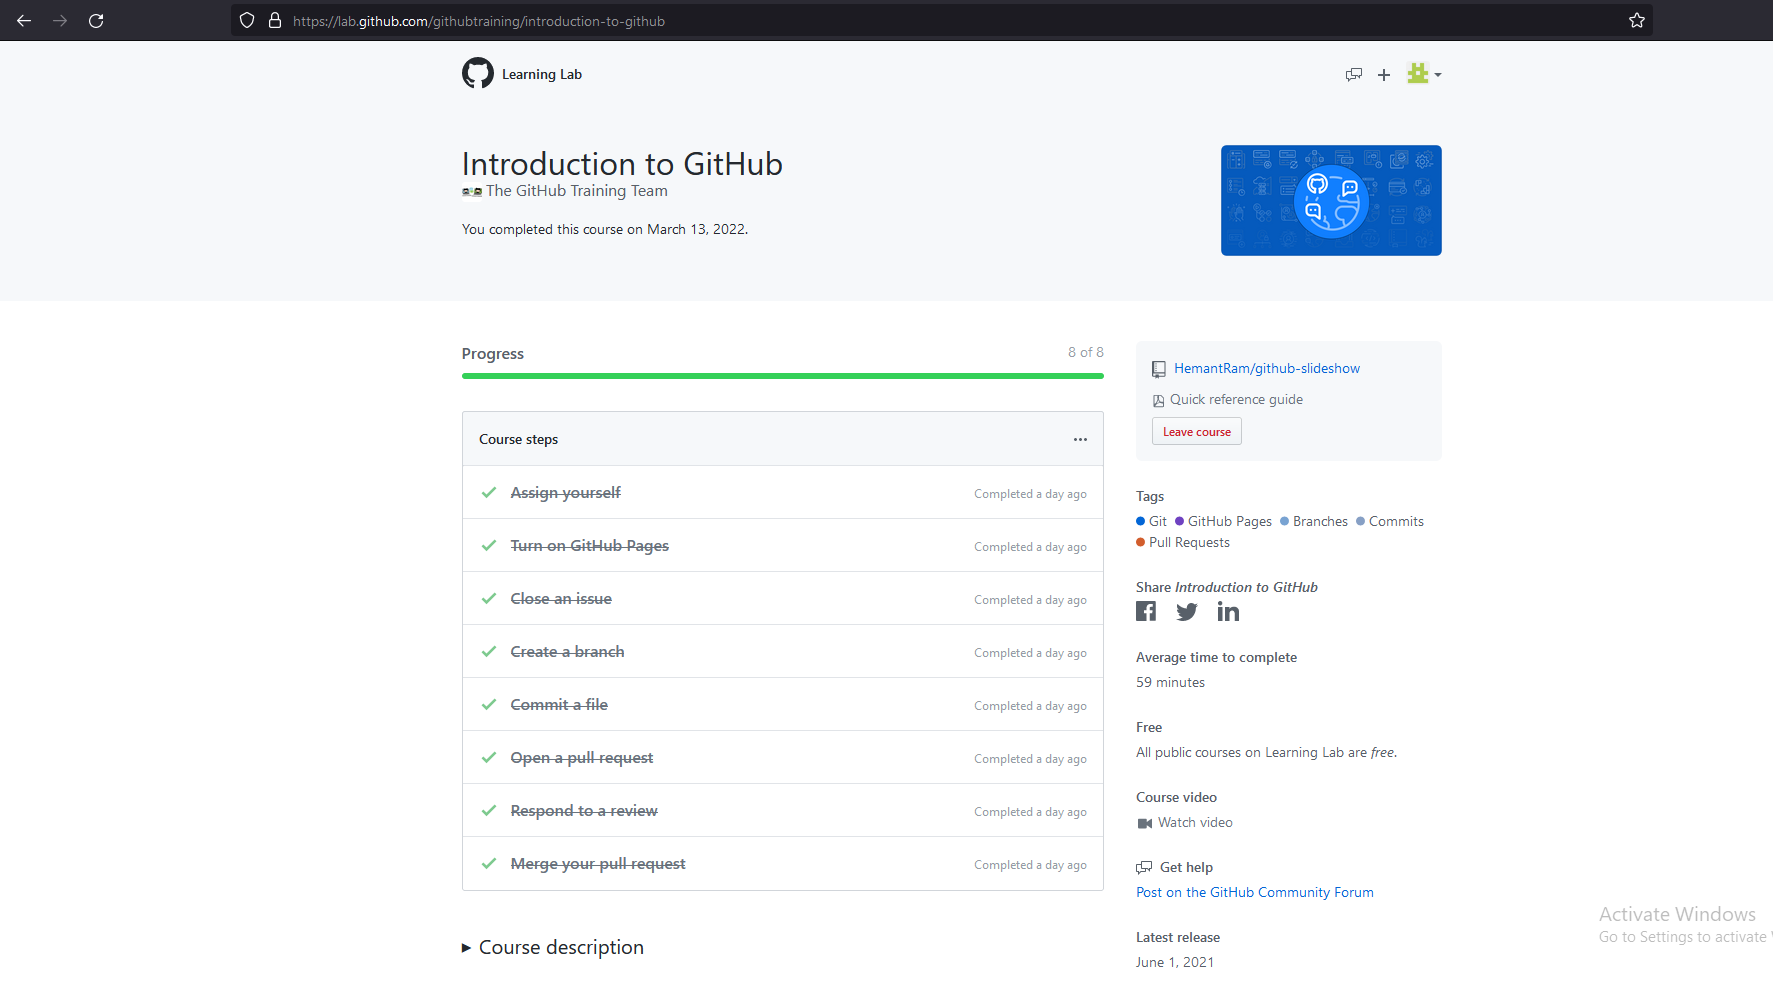 https://lab.github.com/githubtraining/introduction-to-github
Learning Lab
Introduction to GitHub
The GitHub Training Team
You completed this course on March 13, 2022.
Progress
8 of 8
Course steps
Assign yourself
Completed a day ago
Turn on GitHub Pages
Completed a day ago
Close an issue
Completed a day ago
Create a branch
Completed a day ago
Commit a file
Completed a day ago
Open a pull request
Completed a day ago
Respond to a review
Completed a day ago
Merge your pull request
Completed a day ago
Course description
HemantRam/github-slideshow
Quick reference guide
Leave course
Tags
Git GitHub Pages Branches Commits
Pull Requests
Share Introduction to GitHub
Average time to complete
59 minutes
Free
All public courses on Learning Lab are free.
Course video
Watch video
Get help
Post on the GitHub Community Forum
Latest release
June 1, 2021
Activate Windows
Go to Settings to activate